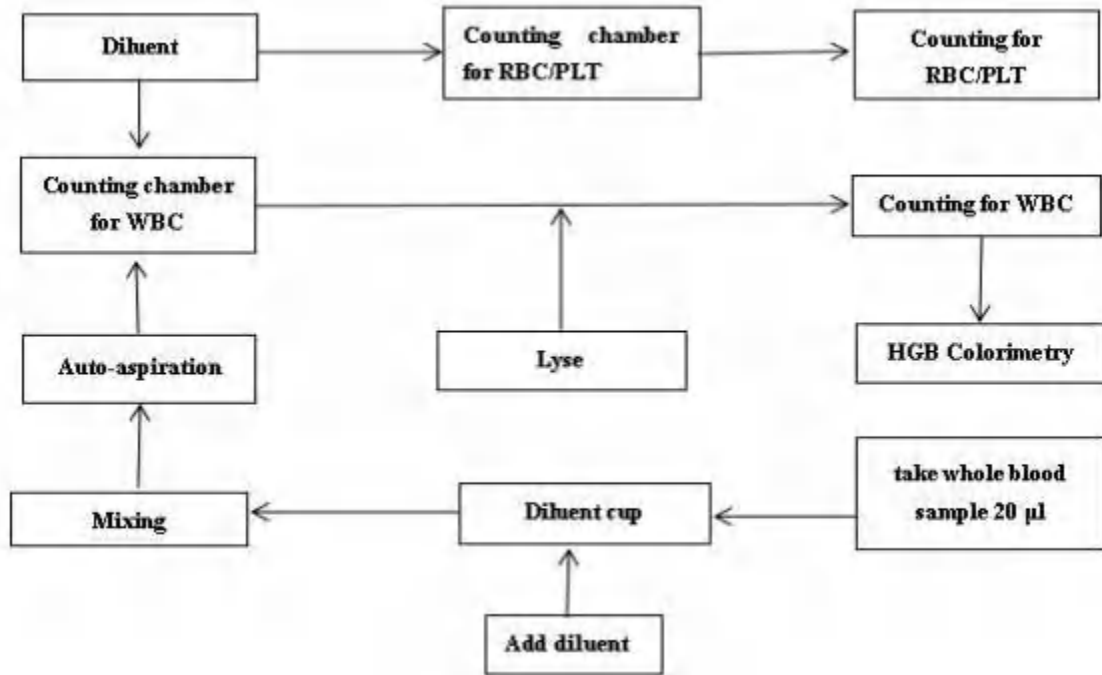 Diluent
Counting chamber
for RBC/PLT
Counting for
RBC/PLT
Counting chamber
for WBC
Counting for WBC
Auto-aspiration
Lyse
HGB Colorimetry
take whole blood
sample 20 µl
Mixing
Diluent cup
Add diluent